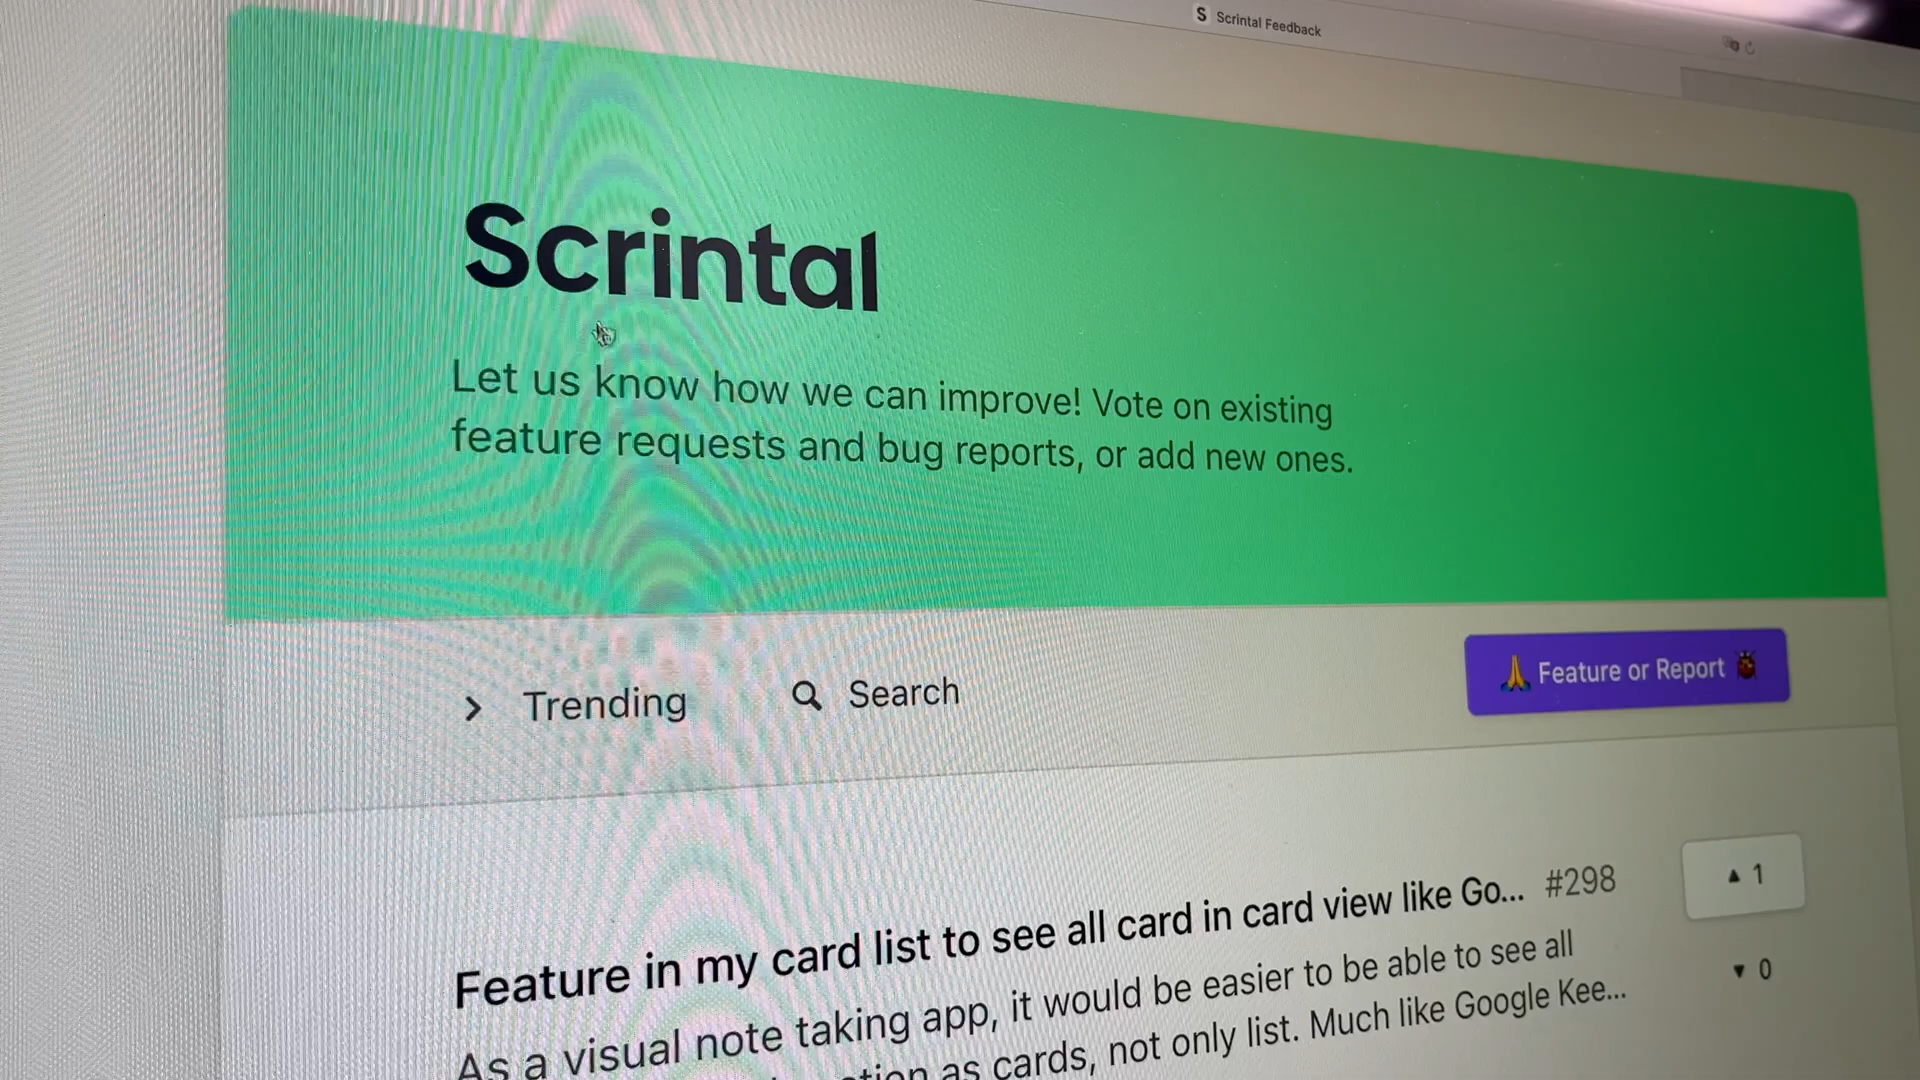 S Scrintal Feedback
Scrintal
Let us know how we can improve! Vote on existing
feature requests and bug reports, or add new ones.
Trending
Search
🙏 Feature or Report 🐞
Feature in my card list to see all card in card view like Go... #298
▲ 1
As a visual note taking app, it would be easier to be able to see all
▼ 0
as cards, not only list. Much like Google Kee...